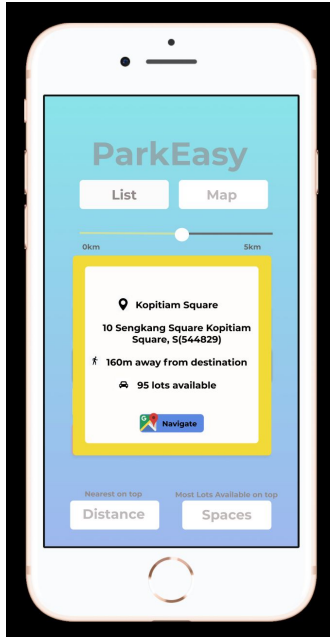 ParkEasy
List Map
0km 5km
Kopitiam Square
10 Sengkang Square Kopitiam
Square, S(544829)
160m away from destination
95 lots available
Navigate
Nearest on top Most Lots Available on top
Distance Spaces